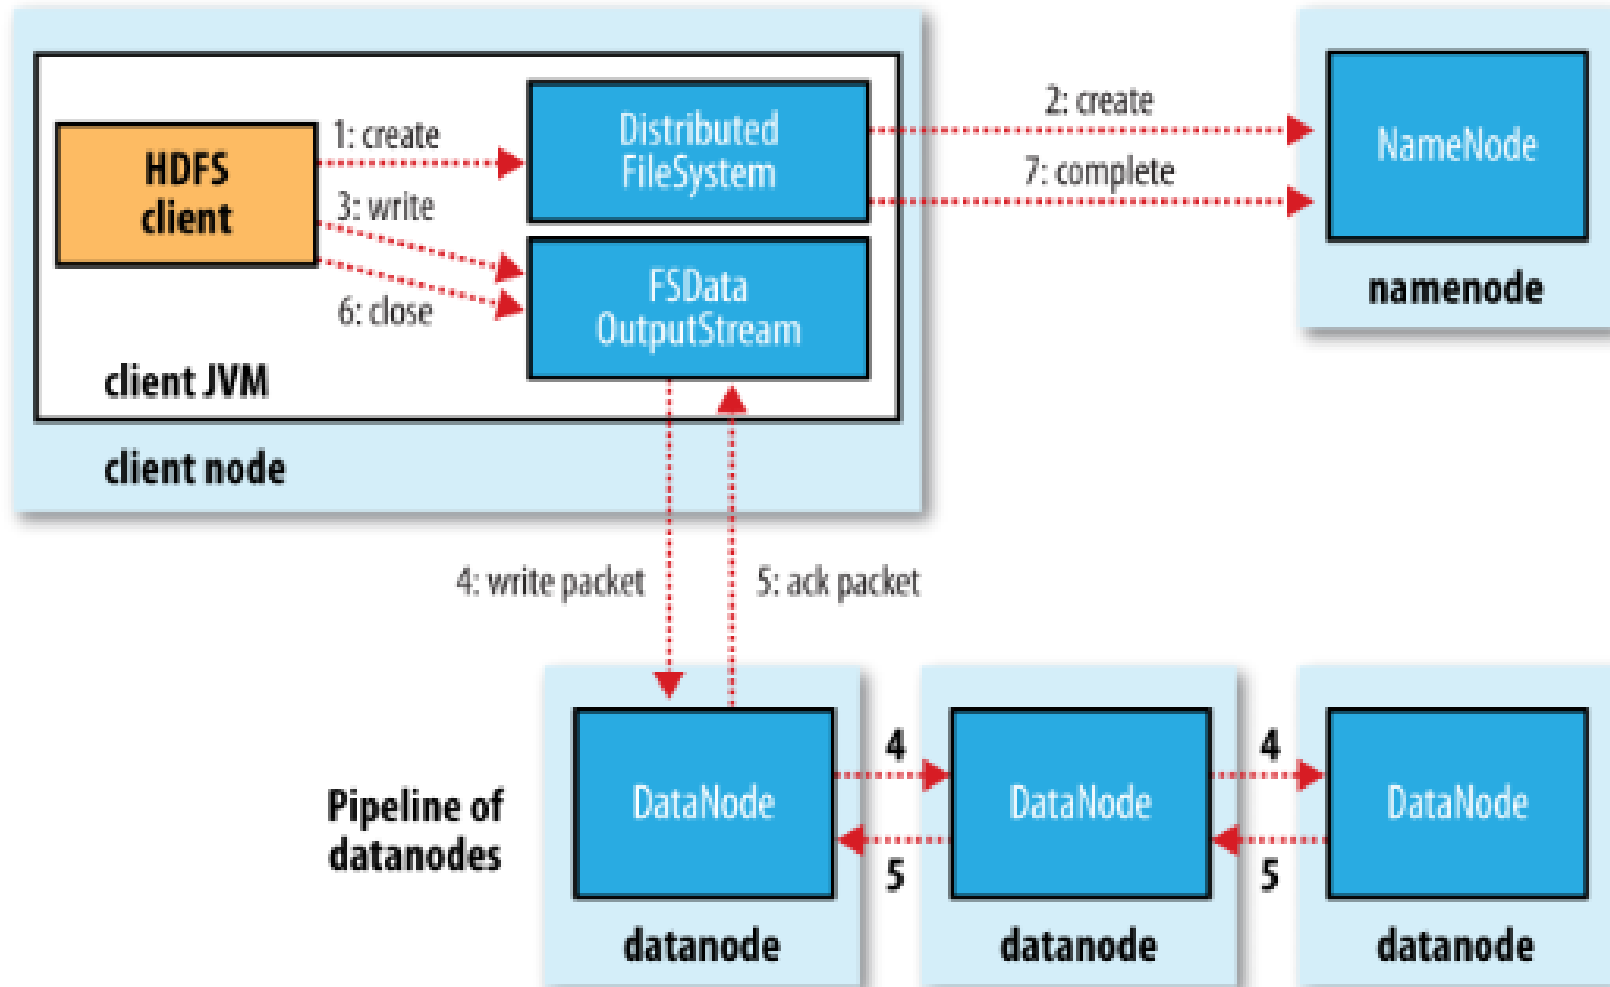 HDFS
client
1: create
3: write
6: close
Distributed
FileSystem
FSData
OutputStream
client JVM
client node
2: create
7: complete
NameNode
namenode
4: write packet
5: ack packet
Pipeline of
datanodes
DataNode
4
5
DataNode
4
5
DataNode
datanode
datanode
datanode